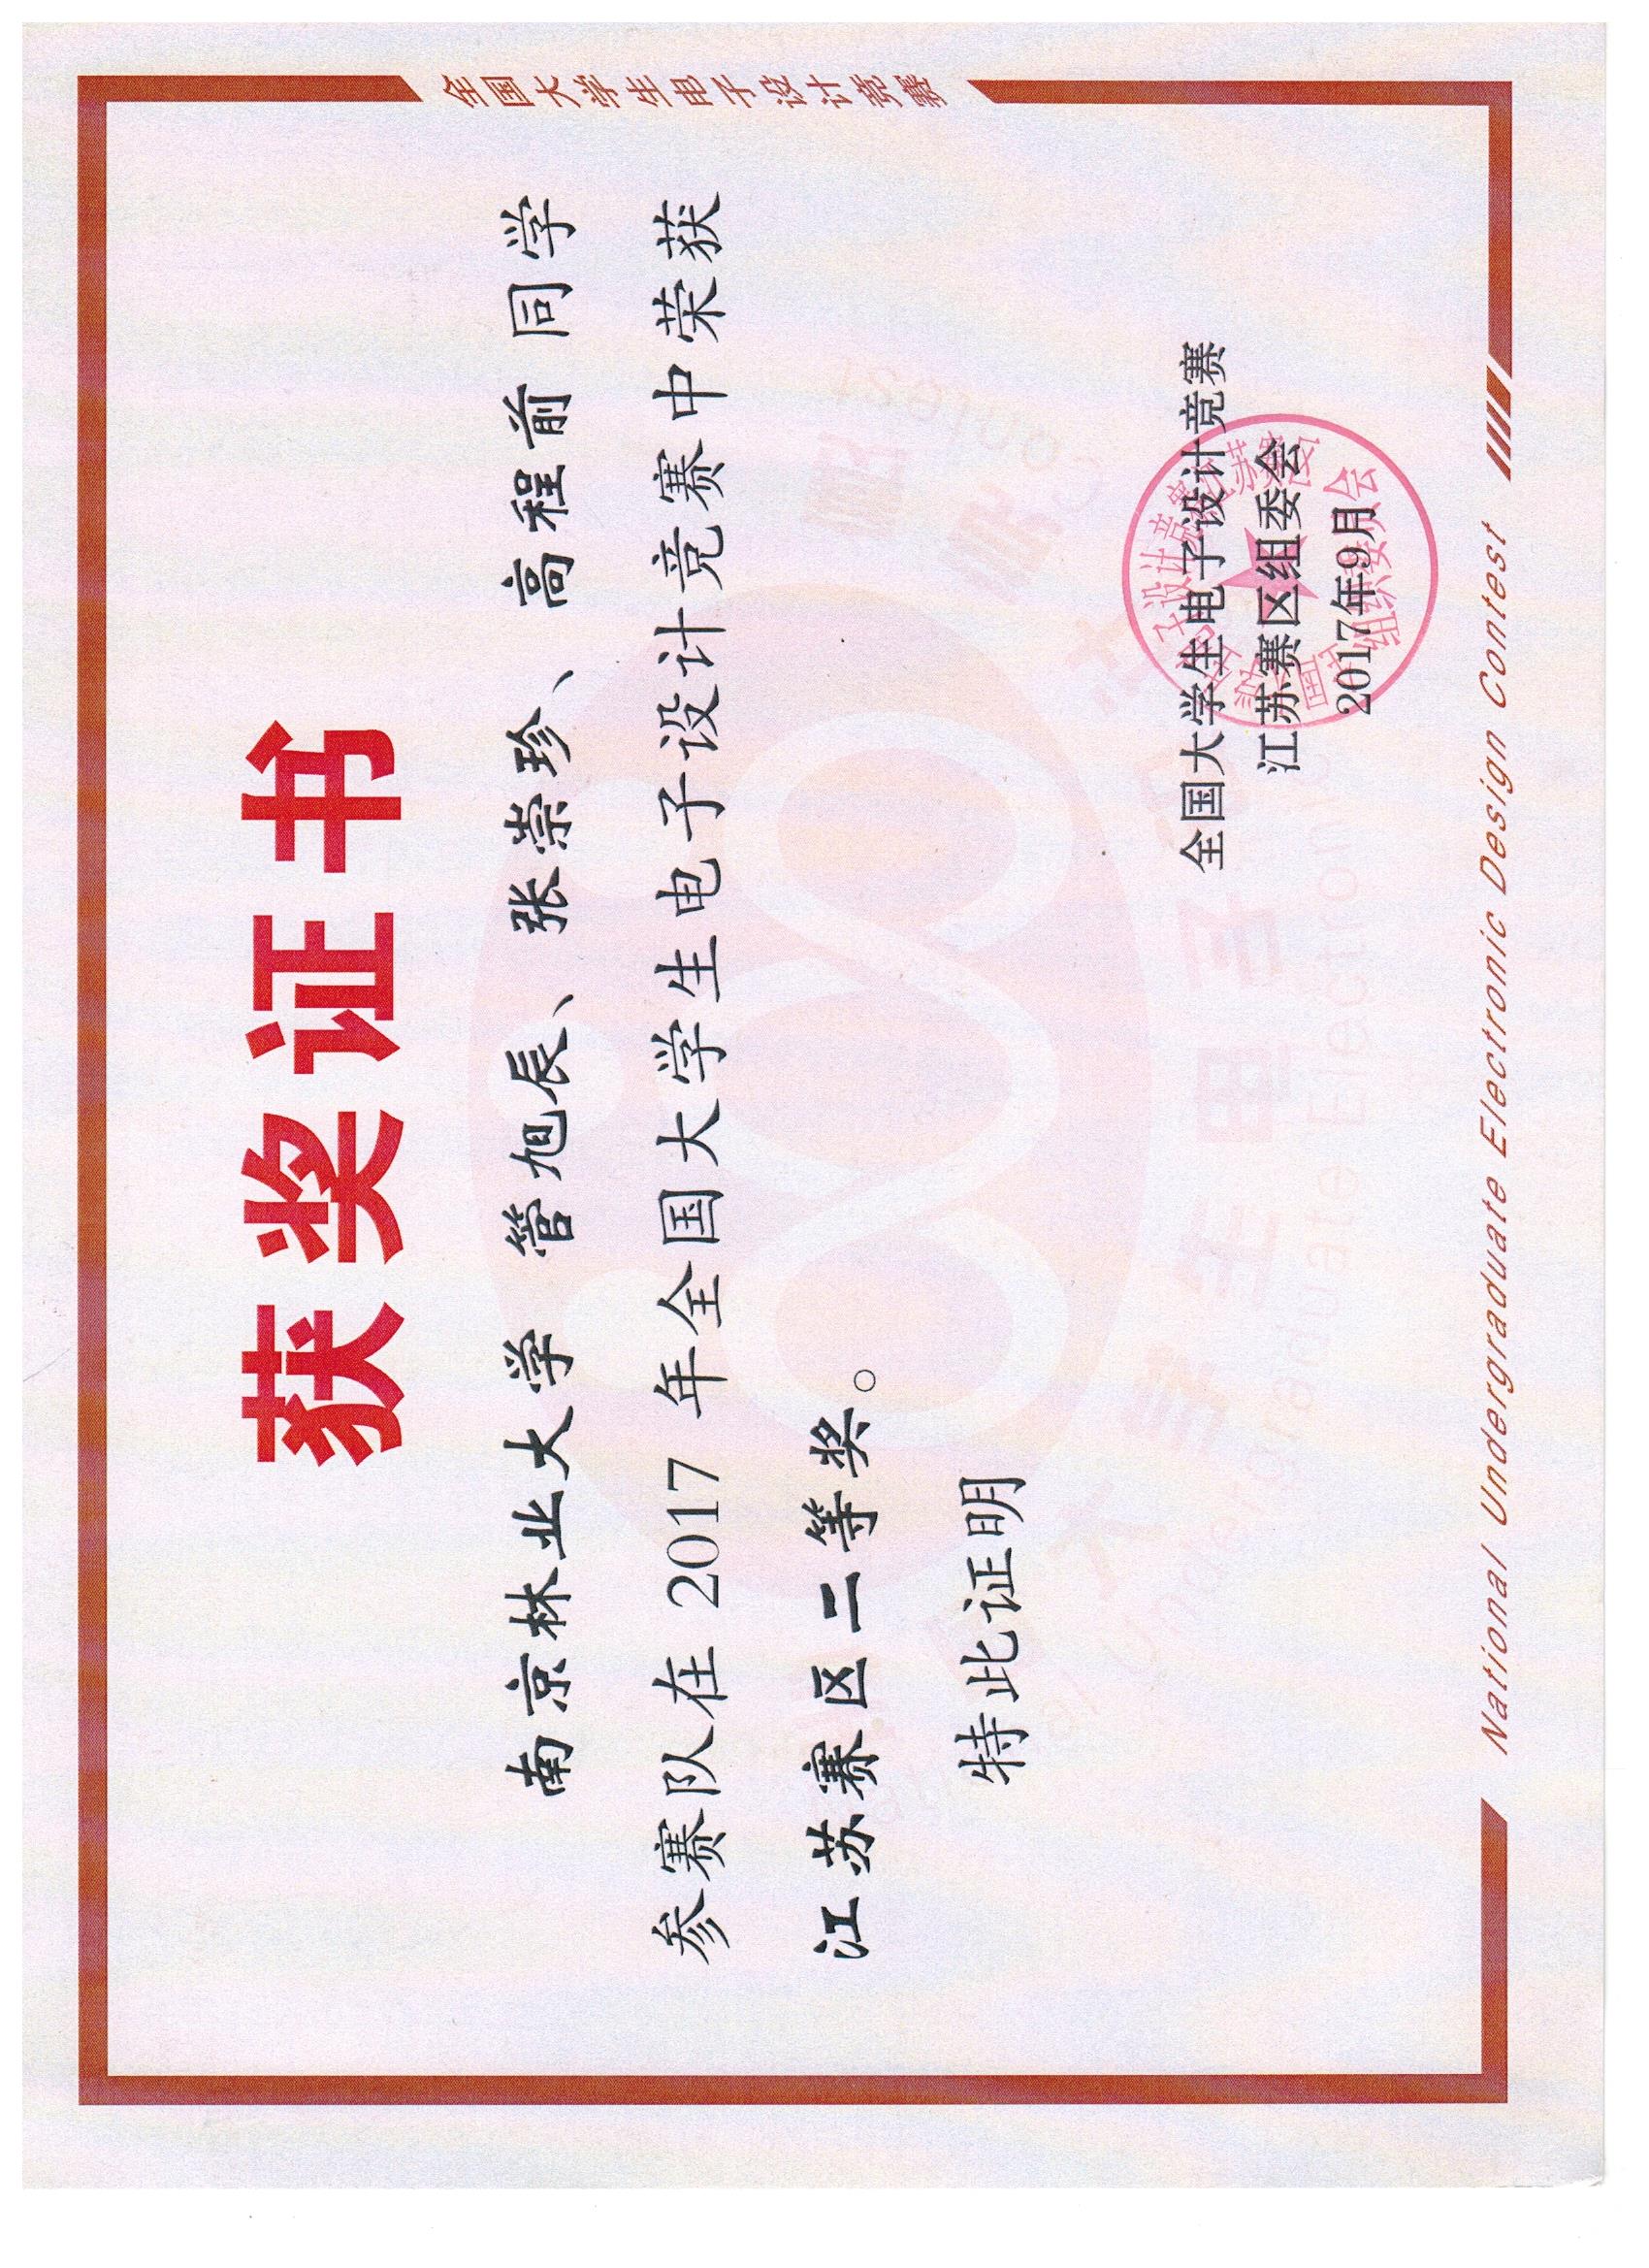 全国大学生电子设计竞赛
获奖证书
南京林业大学 管旭辰、张崇珍、高程前 同学
参赛队在 2017 年全国大学生电子设计竞赛中荣获
江苏赛区二等奖。
特此证明
全国大学生电子设计竞赛
江苏赛区组委会
2017年9月
National Undergraduate Electronic Design Contest